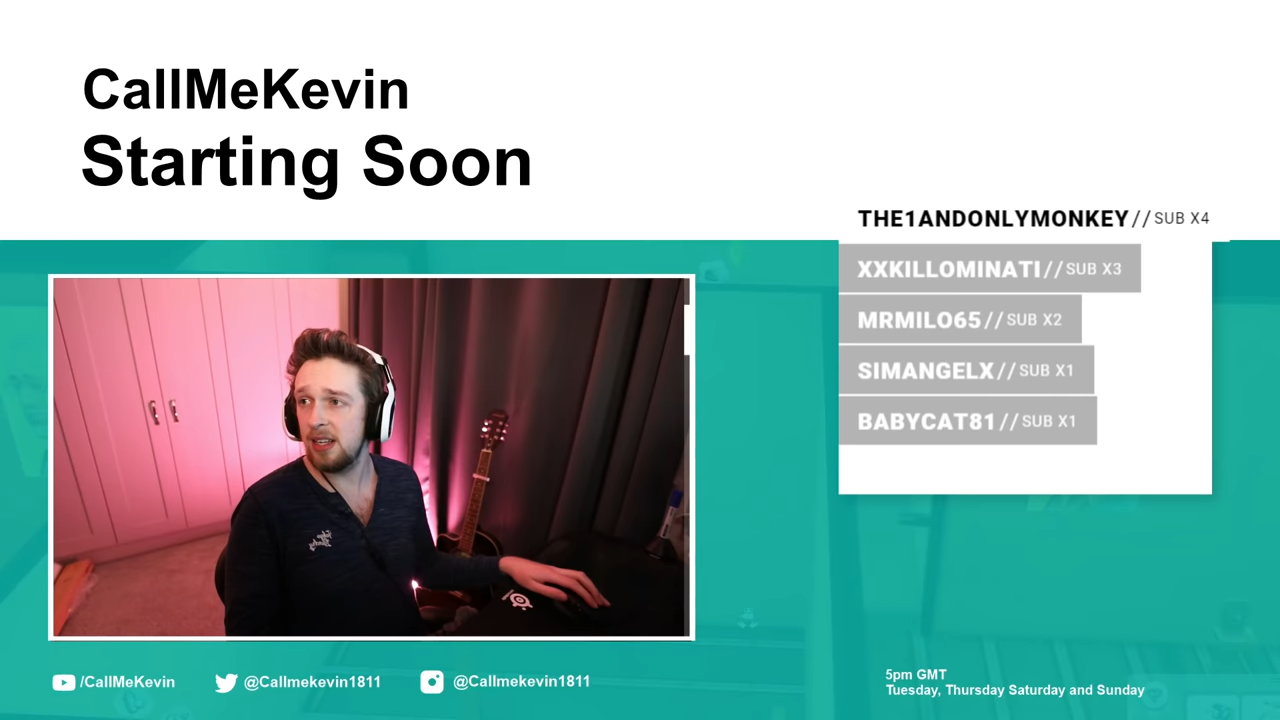 CallMeKevin
Starting Soon
THE1ANDONLYMONKEY // SUB X4
XXKILLOMINATI // SUB X3
MRMILO65 // SUB X2
SIMANGELX // SUB X1
BABYCAT81 // SUB X1
/CallMeKevin
@Callmekevin1811
@Callmekevin1811
5pm GMT
Tuesday, Thursday Saturday and Sunday